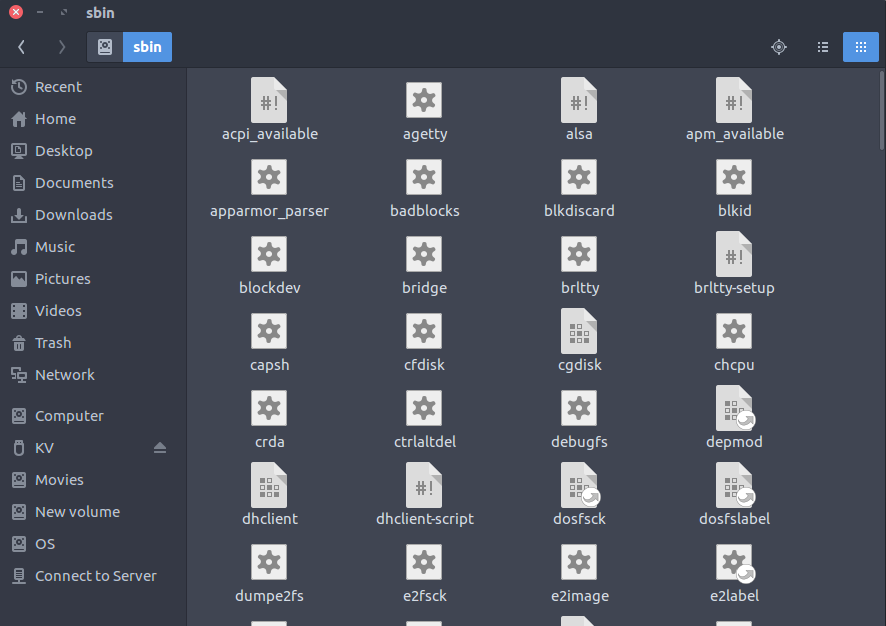 sbin
sbin
Recent
Home
Desktop
Documents
Downloads
Music
Pictures
Videos
Trash
Network
Computer
KV
Movies
New volume
OS
Connect to Server
#! #! #!
acpi_available agetty alsa apm_available
apparmor_parser badblocks blkdiscard blkid
#!
blockdev bridge brltty brltty-setup
capsh cfdisk cgdisk chcpu
crda ctrlaltdel debugfs depmod
#!
dhclient dhclient-script dosfsck dosfslabel
dumpe2fs e2fsck e2image e2label